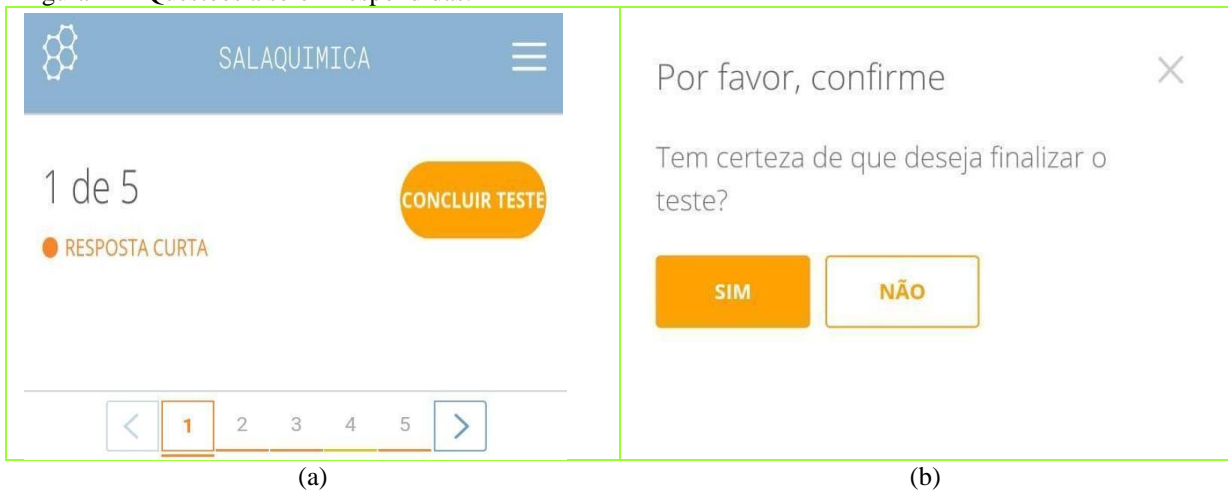 SALAQUIMICA
1 de 5
CONCLUIR TESTE
RESPOSTA CURTA
1 2 3 4 5
(a)
Por favor, confirme
Tem certeza de que deseja finalizar o
teste?
SIM NÃO
(b)